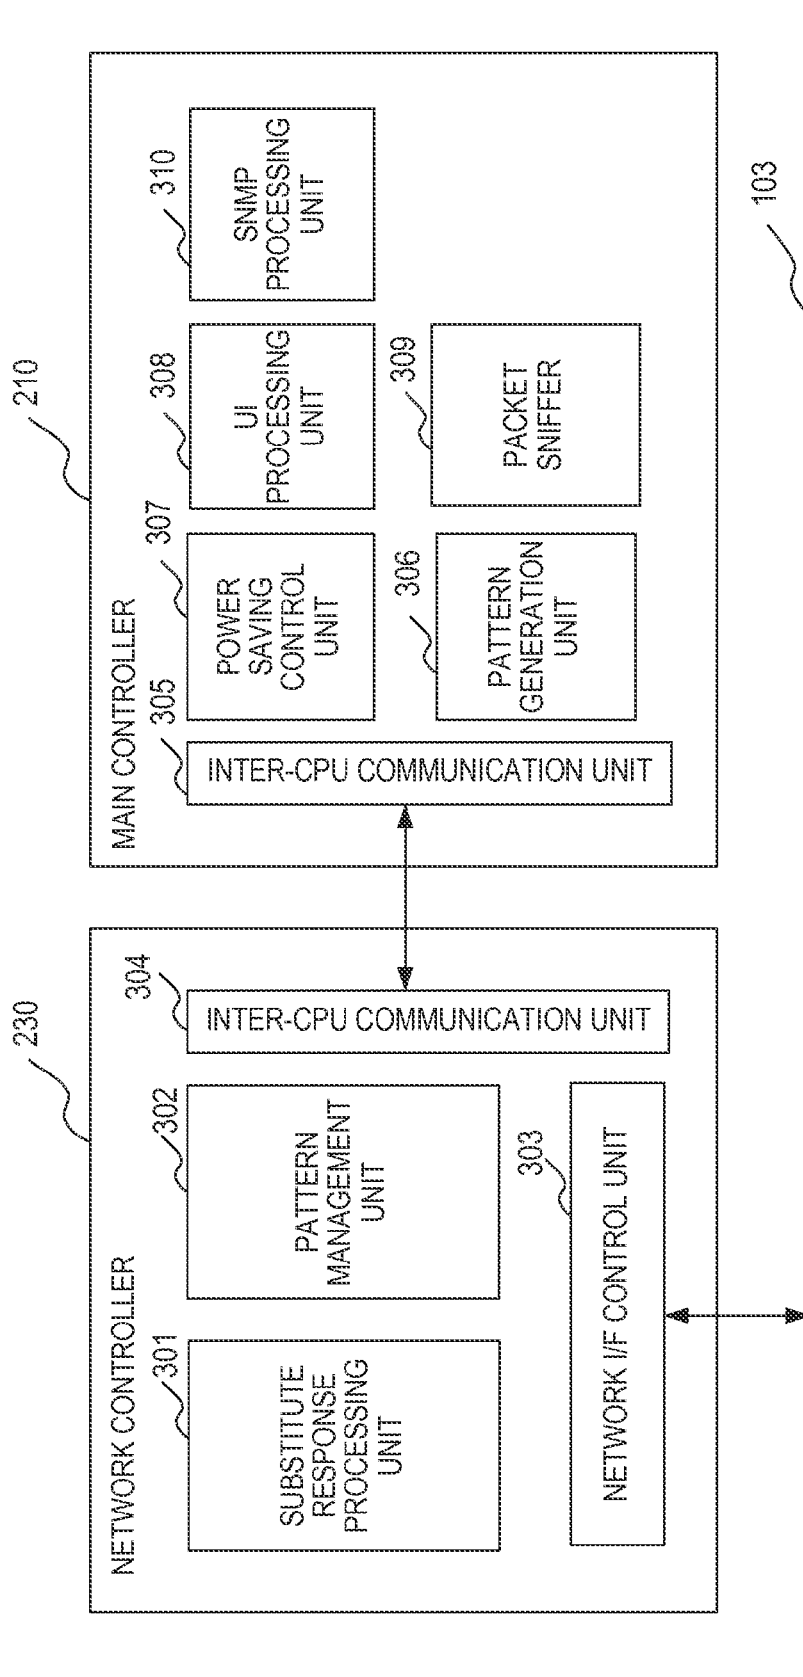 230
NETWORK CONTROLLER
301
SUBSTITUTE
RESPONSE
PROCESSING
UNIT
302
PATTERN
MANAGEMENT
UNIT
303
NETWORK I/F CONTROL UNIT
304
INTER-CPU COMMUNICATION UNIT
210
MAIN CONTROLLER
305
INTER-CPU COMMUNICATION UNIT
307
POWER
SAVING
CONTROL
UNIT
308
UI
PROCESSING
UNIT
310
SNMP
PROCESSING
UNIT
306
PATTERN
GENERATION
UNIT
309
PACKET
SNIFFER
103